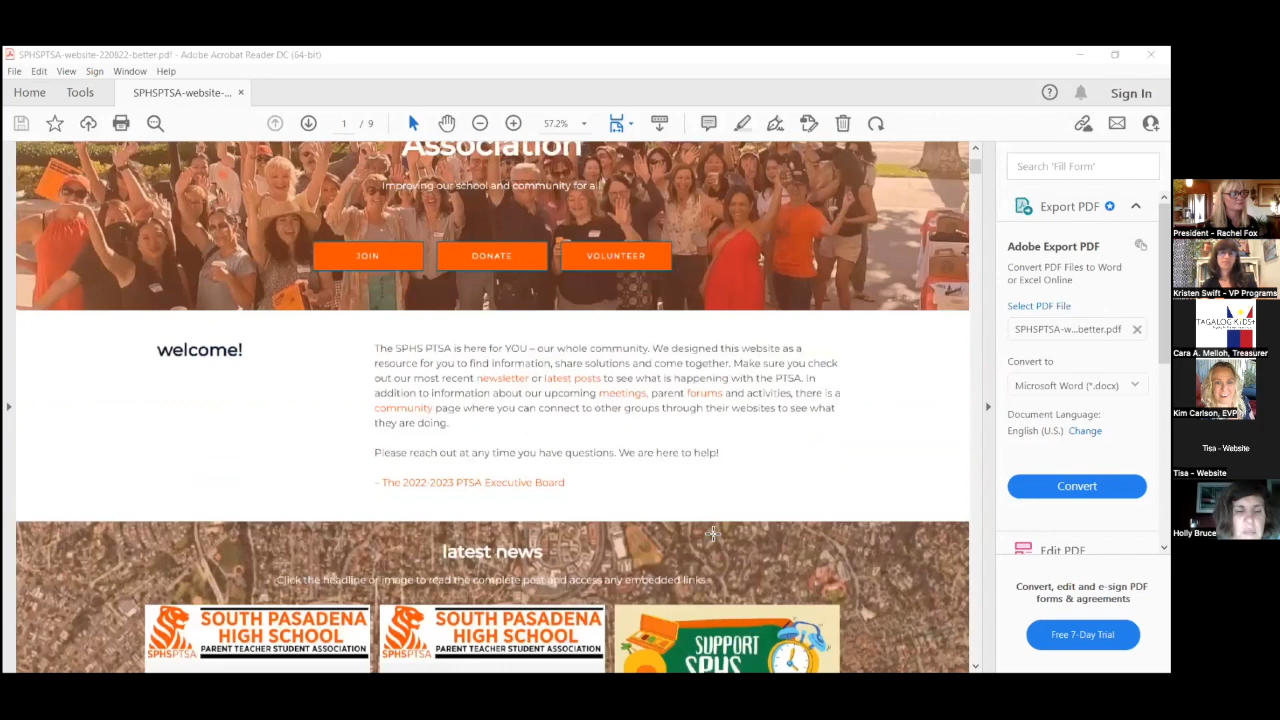 SPHSPTSA-website-220822-better.pdf - Adobe Acrobat Reader DC (64-bit)
File Edit View Sign Window Help
Home Tools SPHSPTSA-website-... × Sign In
1 / 9 57.2%
Association
Improving our school and community for all
JOIN DONATE VOLUNTEER
welcome!
The SPHS PTSA is here for YOU – our whole community. We designed this website as a
resource for you to find information, share solutions and come together. Make sure you check
out our most recent newsletter or latest posts to see what is happening with the PTSA. In
addition to information about our upcoming meetings, parent forums and activities, there is a
community page where you can connect to other groups through their websites to see what
they are doing.
Please reach out at any time you have questions. We are here to help!
– The 2022-2023 PTSA Executive Board
latest news
Click the headline or image to read the complete post and access any embedded links.
SOUTH PASADENA
HIGH SCHOOL
PARENT TEACHER STUDENT ASSOCIATION
SPHSPTSA
SOUTH PASADENA
HIGH SCHOOL
PARENT TEACHER STUDENT ASSOCIATION
SPHSPTSA
SUPPORT
SPHS
Search 'Fill Form'
Export PDF
Adobe Export PDF
Convert PDF Files to Word
or Excel Online
Select PDF File
SPHSPTSA-w...better.pdf
Convert to
Microsoft Word (*.docx)
Document Language:
English (U.S.) Change
Convert
Edit PDF
Convert, edit and e-sign PDF
forms & agreements
Free 7-Day Trial
President - Rachel Fox
Kristen Swift - VP Programs
TAGALOG KiDS+
Cara A. Melloh, Treasurer
Kim Carlson, EVP
Tisa - Website
Tisa - Website
Holly Bruce